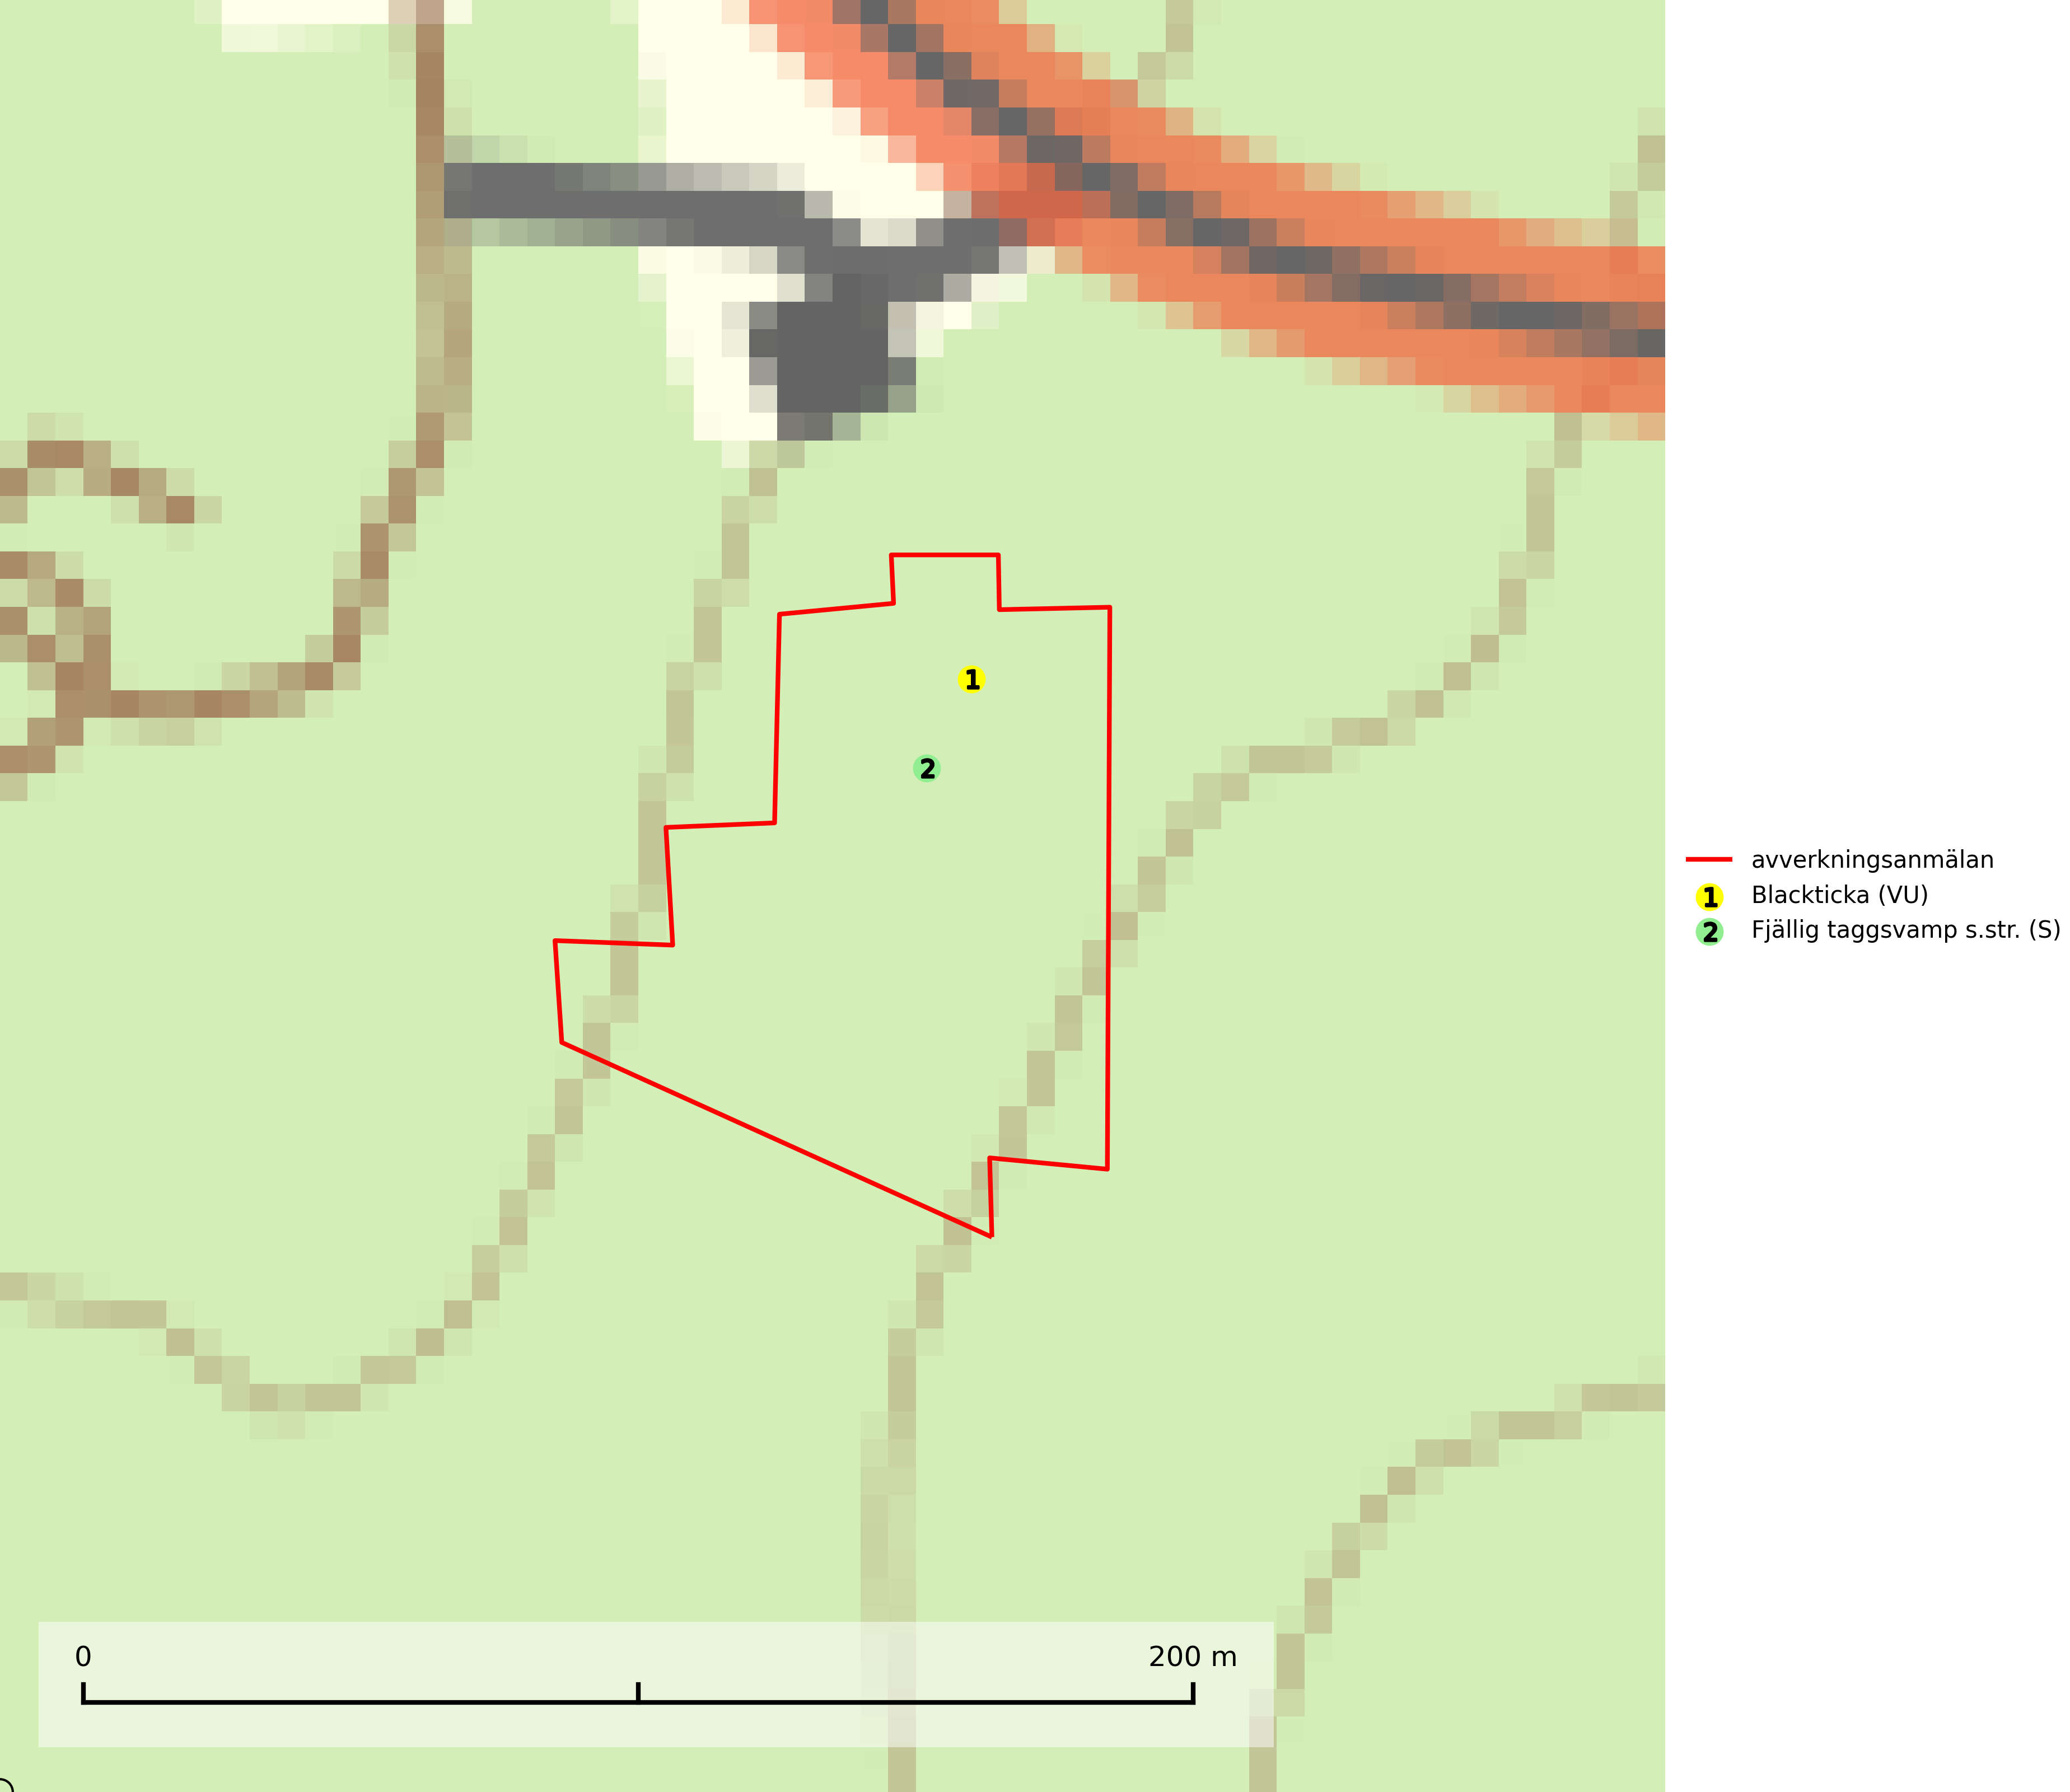 1
2
avverkningsanmälan
1 Blackticka (VU)
2 Fjällig taggsvamp s.str. (S)
0 200 m